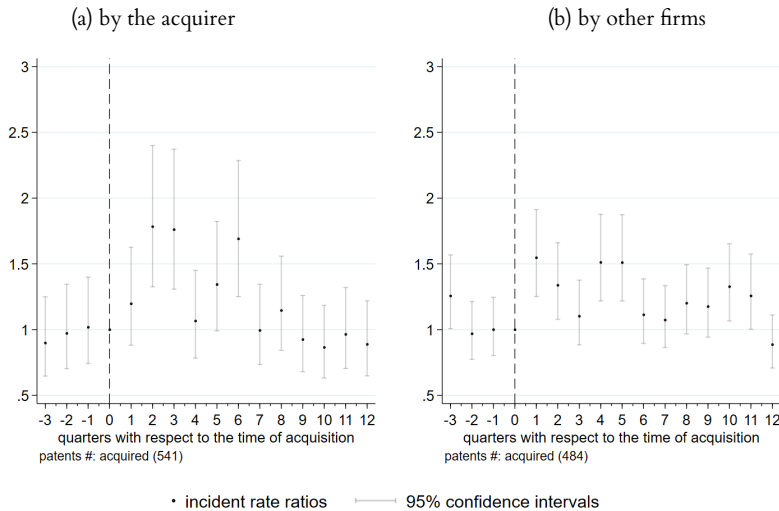 (a) by the acquirer
(b) by other firms
3
2.5
2
1.5
1
.5
-3 -2 -1 0 1 2 3 4 5 6 7 8 9 10 11 12
quarters with respect to the time of acquisition
patents #: acquired (541)
3
2.5
2
1.5
1
.5
-3 -2 -1 0 1 2 3 4 5 6 7 8 9 10 11 12
quarters with respect to the time of acquisition
patents #: acquired (484)
incident rate ratios
95% confidence intervals